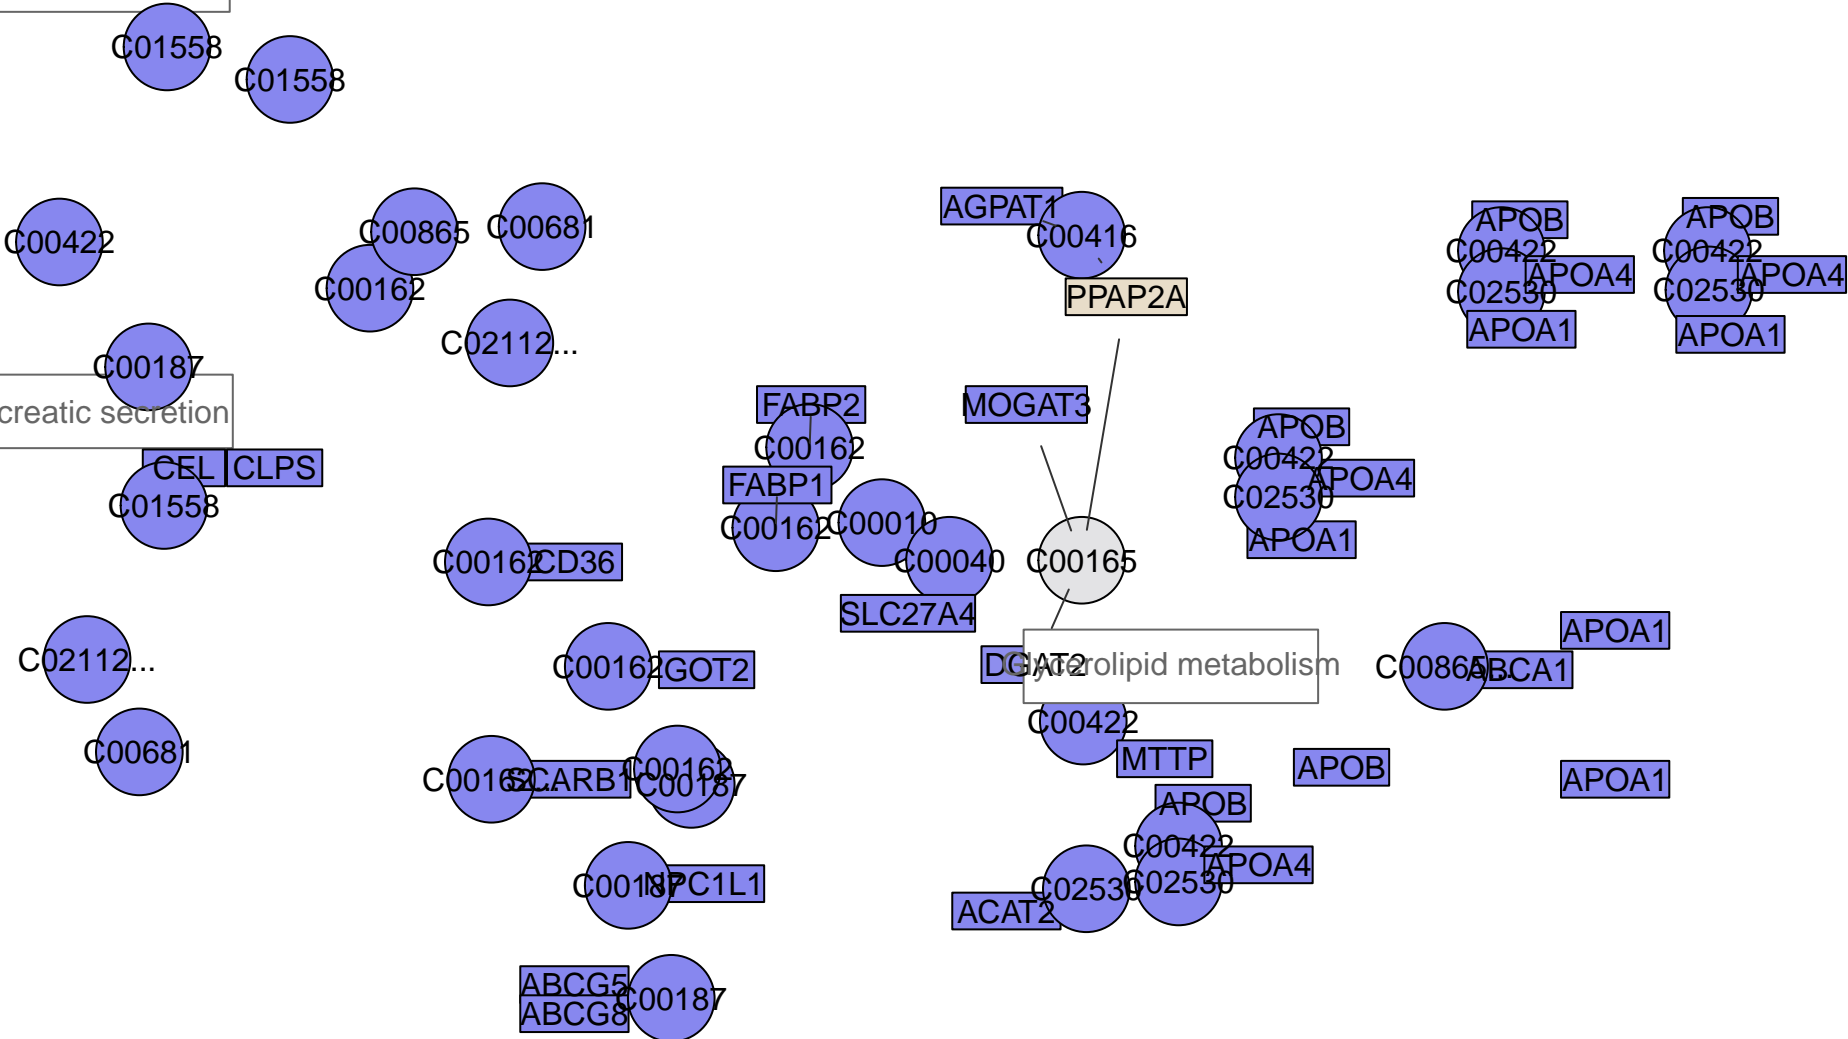 C01558
C01558
C00422
C00865
C00681
C00162
C02112...
C00187
creatic secretion
CEL
CLPS
C01558
C02112...
C00681
AGPAT1
C00416
PPAP2A
APOB
C00422
APOA4
C02530
APOA1
APOB
C00422
APOA4
C02530
APOA1
FABP2
C00162
FABP1
C00162
C00010
C00040
SLC27A4
MOGAT3
C00165
APOB
C00422
APOA4
C02530
APOA1
C00162
CD36
C00162
GOT2
DGAT2
Glycerolipid metabolism
C00422
MTTP
APOB
C00865...
ABCA1
APOA1
APOA1
C00162...
SCARB1
C00162
C00187
APOB
C00422
APOA4
C02530
C02530
ACAT2
C00187
NPC1L1
ABCG5
ABCG8
C00187